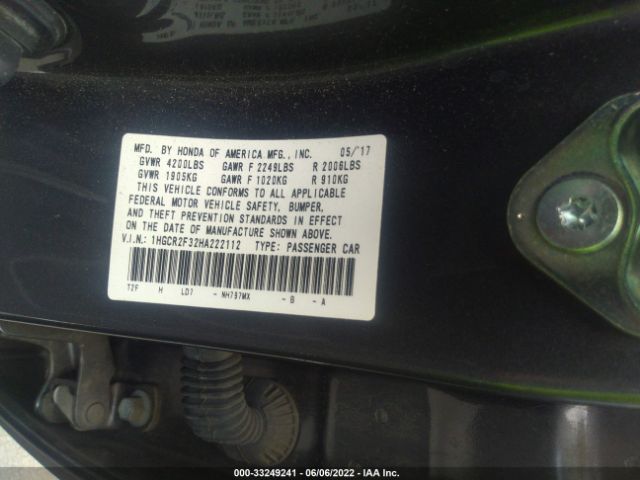 MFD. BY HONDA OF AMERICA MFG., INC. 05/'17
GVWR 4200LBS GAWR F 2249LBS R 2006LBS
GVWR 1905KG GAWR F 1020KG R 910KG
THIS VEHICLE CONFORMS TO ALL APPLICABLE
FEDERAL MOTOR VEHICLE SAFETY, BUMPER,
AND THEFT PREVENTION STANDARDS IN EFFECT
ON THE DATE OF MANUFACTURE SHOWN ABOVE.
V.I.N.: 1HGCR2F32HA222112 TYPE: PASSENGER CAR
T2F H LD7 - NH797MX - B - A
000-33249241 - 06/06/2022 - IAA Inc.